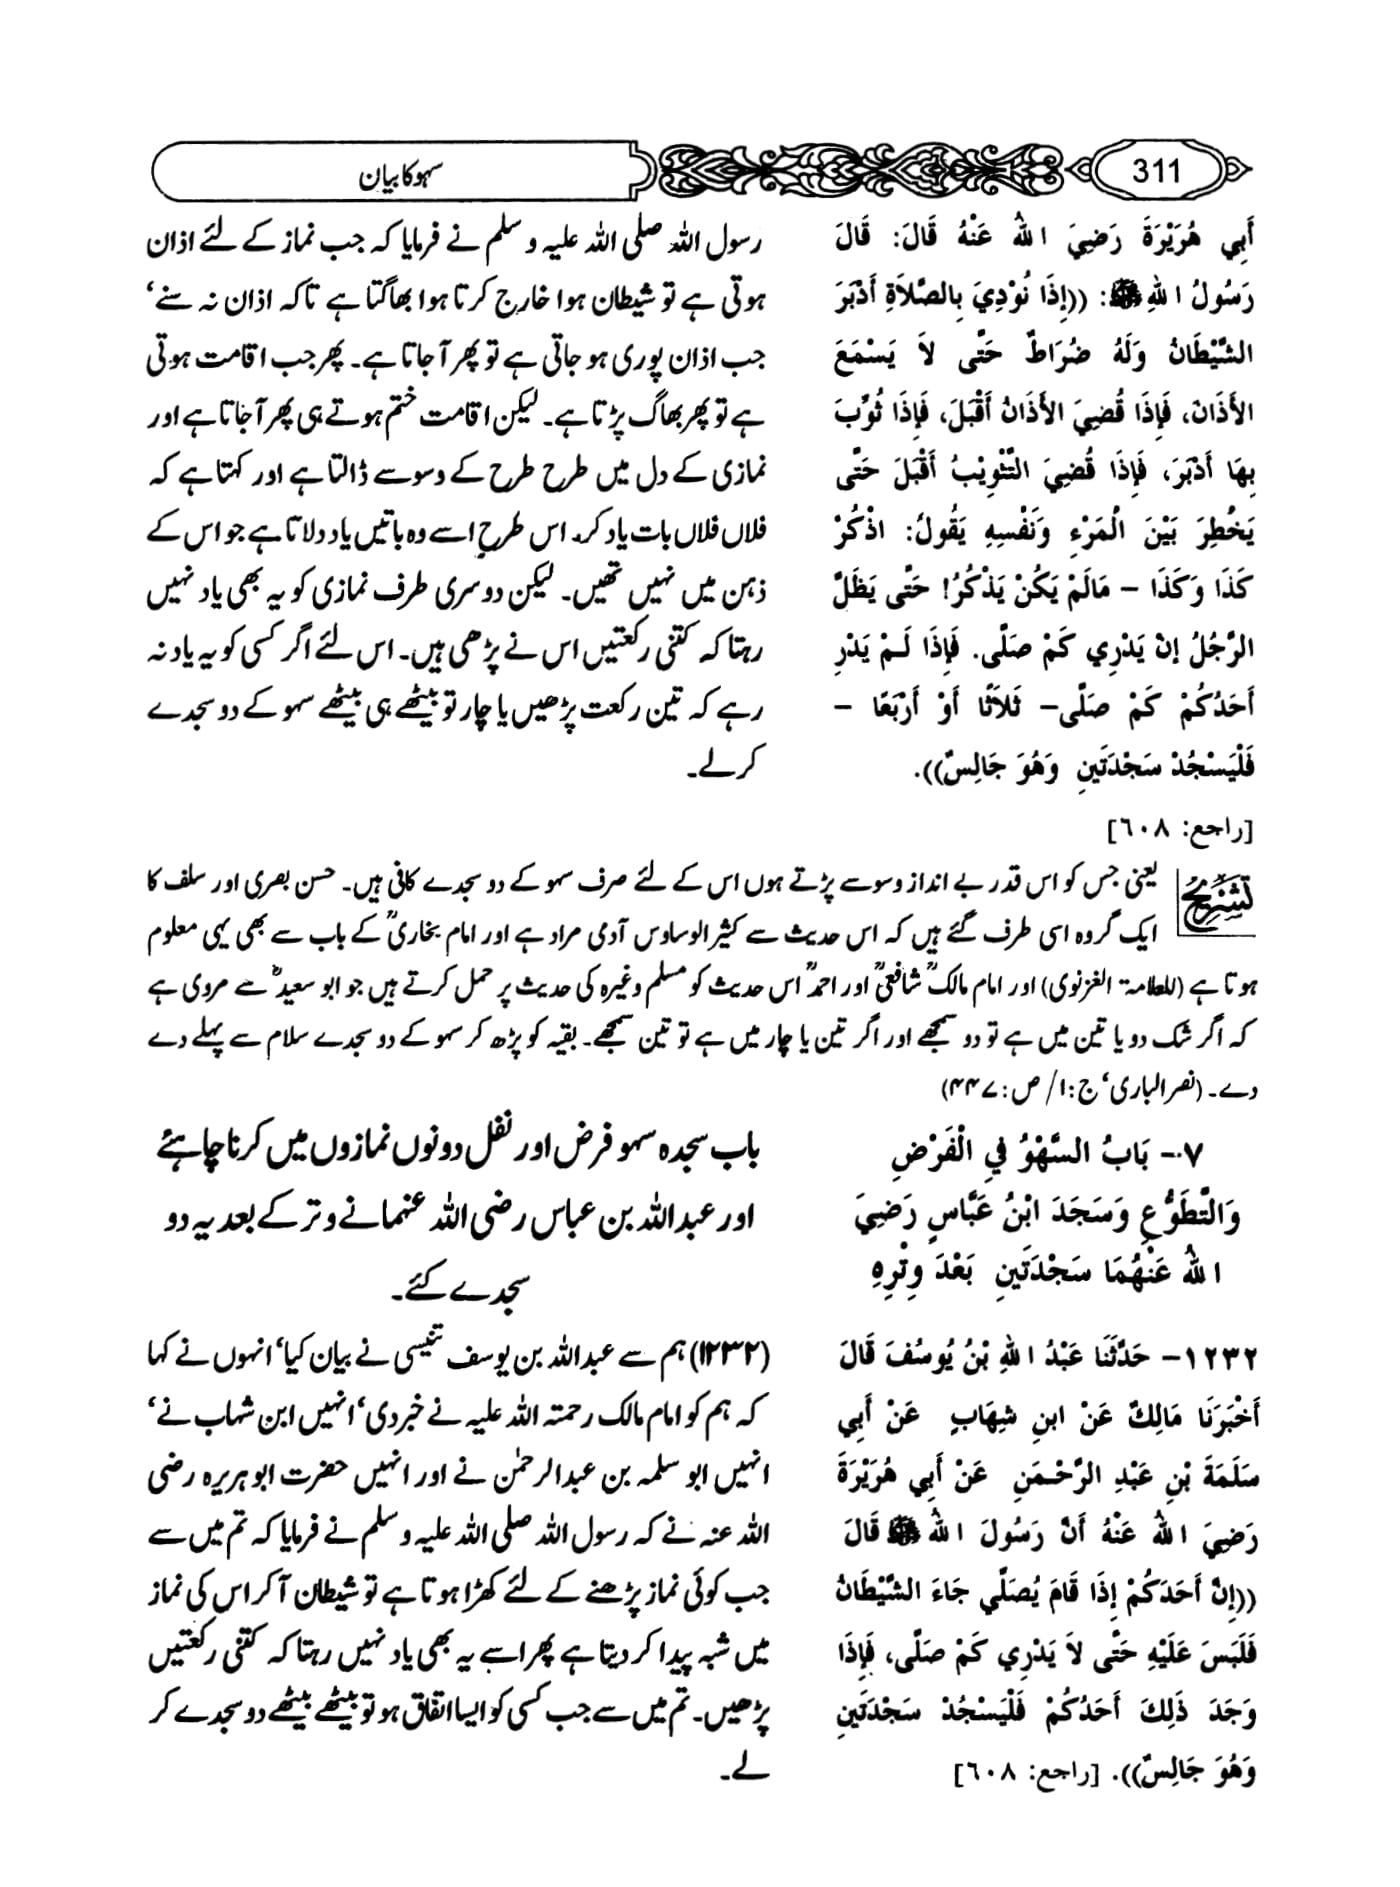 311
سہو کا بیان
أَبِي هُرَيْرَةَ رَضِيَ اللهُ عَنْهُ قَالَ: قَالَ
رَسُولُ اللهِ ﷺ: ((إِذَا نُوْدِيَ بِالصَّلاَةِ أَدْبَرَ
الشَّيْطَانُ وَلَهُ ضُرَاطٌ حَتَّى لاَ يَسْمَعَ
الأَذَانَ، فَإِذَا قُضِيَ الأَذَانُ أَقْبَلَ، فَإِذَا ثُوِّبَ
بِهَا أَدْبَرَ، فَإِذَا قُضِيَ التَّثْوِيْبُ أَقْبَلَ حَتَّى
يَخْطِرَ بَيْنَ الْمَرْءِ وَنَفْسِهِ يَقُولُ: اذْكُرْ
كَذَا وَكَذَا – مَالَمْ يَكُنْ يَذْكُرُ! حَتَّى يَظَلَّ
الرَّجُلُ إِنْ يَدْرِي كَمْ صَلَّى. فَإِذَا لَمْ يَدْرِ
أَحَدُكُمْ كَمْ صَلَّى– ثَلاَثًا أَوْ أَرْبَعًا –
فَلْيَسْجُدْ سَجْدَتَينِ وَهُوَ جَالِسٌ)).
[راجع: ٦٠٨]
رسول اللہ صلی اللہ علیہ وسلم نے فرمایا کہ جب نماز کے لئے اذان
ہوتی ہے تو شیطان ہوا خارج کرتا ہوا بھاگتا ہے تاکہ اذان نہ سنے‘
جب اذان پوری ہو جاتی ہے تو پھر آ جاتا ہے۔ پھر جب اقامت ہوتی
ہے تو پھر بھاگ پڑتا ہے۔ لیکن اقامت ختم ہوتے ہی پھر آ جاتا ہے اور
نمازی کے دل میں طرح طرح کے وسوسے ڈالتا ہے اور کہتا ہے کہ
فلاں فلاں بات یاد کر۔ اس طرح اسے وہ باتیں یاد دلاتا ہے جو اس کے
ذہن میں نہیں تھیں۔ لیکن دوسری طرف نمازی کو یہ بھی یاد نہیں
رہتا کہ کتنی رکعتیں اس نے پڑھی ہیں۔ اس لئے اگر کسی کو یہ یاد نہ
رہے کہ تین رکعت پڑھیں یا چار تو بیٹھے ہی بیٹھے سہو کے دو سجدے
کر لے۔
تشریح
یعنی جس کو اس قدر بے انداز وسوسے پڑتے ہوں اس کے لئے صرف سہو کے دو سجدے کافی ہیں۔ حسن بصری اور سلف کا
ایک گروہ اسی طرف گئے ہیں کہ اس حدیث سے کثیر الوساوس آدمی مراد ہے اور امام بخاریؒ کے باب سے بھی یہی معلوم
ہوتا ہے (للعلامۃ الغزنوی) اور امام مالکؒ شافعیؒ اور احمدؒ اس حدیث کو مسلم وغیرہ کی حدیث پر حمل کرتے ہیں جو ابو سعیدؓ سے مروی ہے
کہ اگر شک دو یا تین میں ہے تو دو سمجھے اور اگر تین یا چار میں ہے تو تین سمجھے۔ بقیہ کو پڑھ کر سہو کے دو سجدے سلام سے پہلے دے
دے۔ (نصر الباری‘ ج:۱/ ص:۴۴۷)
٧– بَابُ السَّهْوُ فِي الْفَرْضِ
وَالتَّطَوُّعِ وَسَجَدَ ابْنُ عَبَّاسٍ رَضِيَ
اللهُ عَنْهُمَا سَجْدَتَينِ بَعْدَ وِتْرِهِ
باب سجدہ سہو فرض اور نفل دونوں نمازوں میں کرنا چاہئے
اور عبداللہ بن عباس رضی اللہ عنہما نے وتر کے بعد یہ دو
سجدے کئے۔
١٢٣٢– حَدَّثَنَا عَبْدُ اللهِ بْنُ يُوسُفَ قَالَ
أَخْبَرَنَا مَالِكٌ عَنْ ابنِ شِهَابٍ عَنْ أَبِي
سَلَمَةَ بْنِ عَبْدِ الرَّحْمَنِ عَنْ أَبِي هُرَيْرَةَ
رَضِيَ اللهُ عَنْهُ أَنَّ رَسُولَ اللهِ ﷺ قَالَ
((إِنَّ أَحَدَكُمْ إِذَا قَامَ يُصَلِّي جَاءَ الشَّيْطَانُ
فَلَبَسَ عَلَيْهِ حَتَّى لاَ يَدْرِي كَمْ صَلَّى، فَإِذَا
وَجَدَ ذَلِكَ أَحَدُكُمْ فَلْيَسْجُدْ سَجْدَتَينِ
وَهُوَ جَالِسٌ)). [راجع: ٦٠٨]
(۱۲۳۲) ہم سے عبداللہ بن یوسف تنیسی نے بیان کیا‘ انہوں نے کہا
کہ ہم کو امام مالک رحمتہ اللہ علیہ نے خبر دی‘ انہیں ابن شہاب نے‘
انہیں ابو سلمہ بن عبدالرحمٰن نے اور انہیں حضرت ابو ہریرہ رضی
اللہ عنہ نے کہ رسول اللہ صلی اللہ علیہ وسلم نے فرمایا کہ تم میں سے
جب کوئی نماز پڑھنے کے لئے کھڑا ہوتا ہے تو شیطان آ کر اس کی نماز
میں شبہ پیدا کر دیتا ہے پھر اسے یہ بھی یاد نہیں رہتا کہ کتنی رکعتیں
پڑھیں۔ تم میں سے جب کسی کو ایسا اتفاق ہو تو بیٹھے بیٹھے دو سجدے کر
لے۔